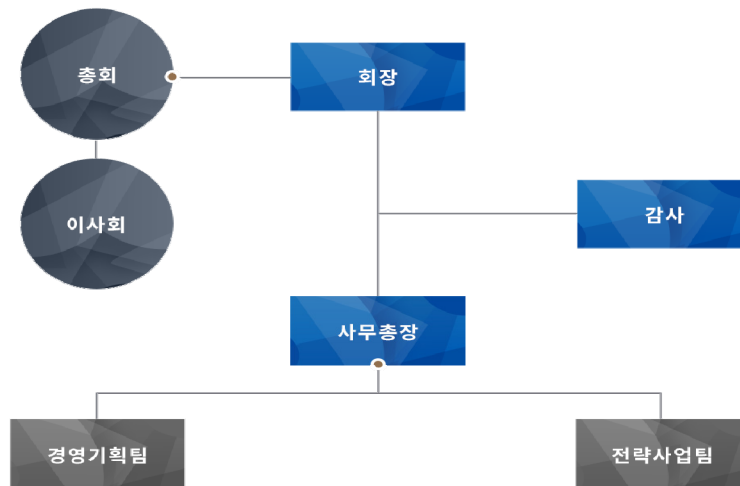 총회
회장
이사회
감사
사무총장
경영기획팀
전략사업팀